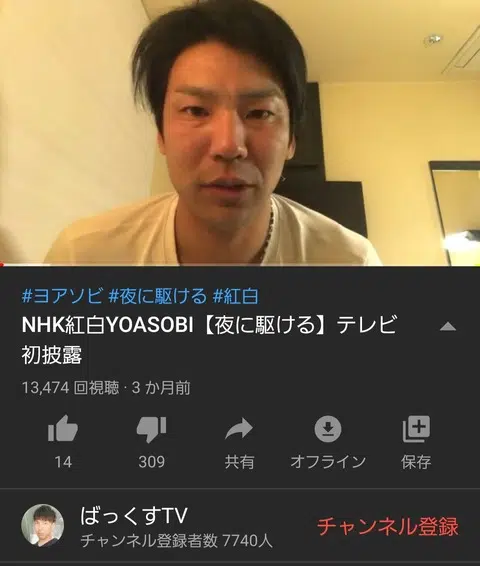 #ヨアソビ #夜に駆ける #紅白
NHK紅白YOASOBI【夜に駆ける】テレビ
初披露
13,474 回視聴・3 か月前
14
309
共有
オフライン
保存
ばっくすTV
チャンネル登録者数 7740人
チャンネル登録